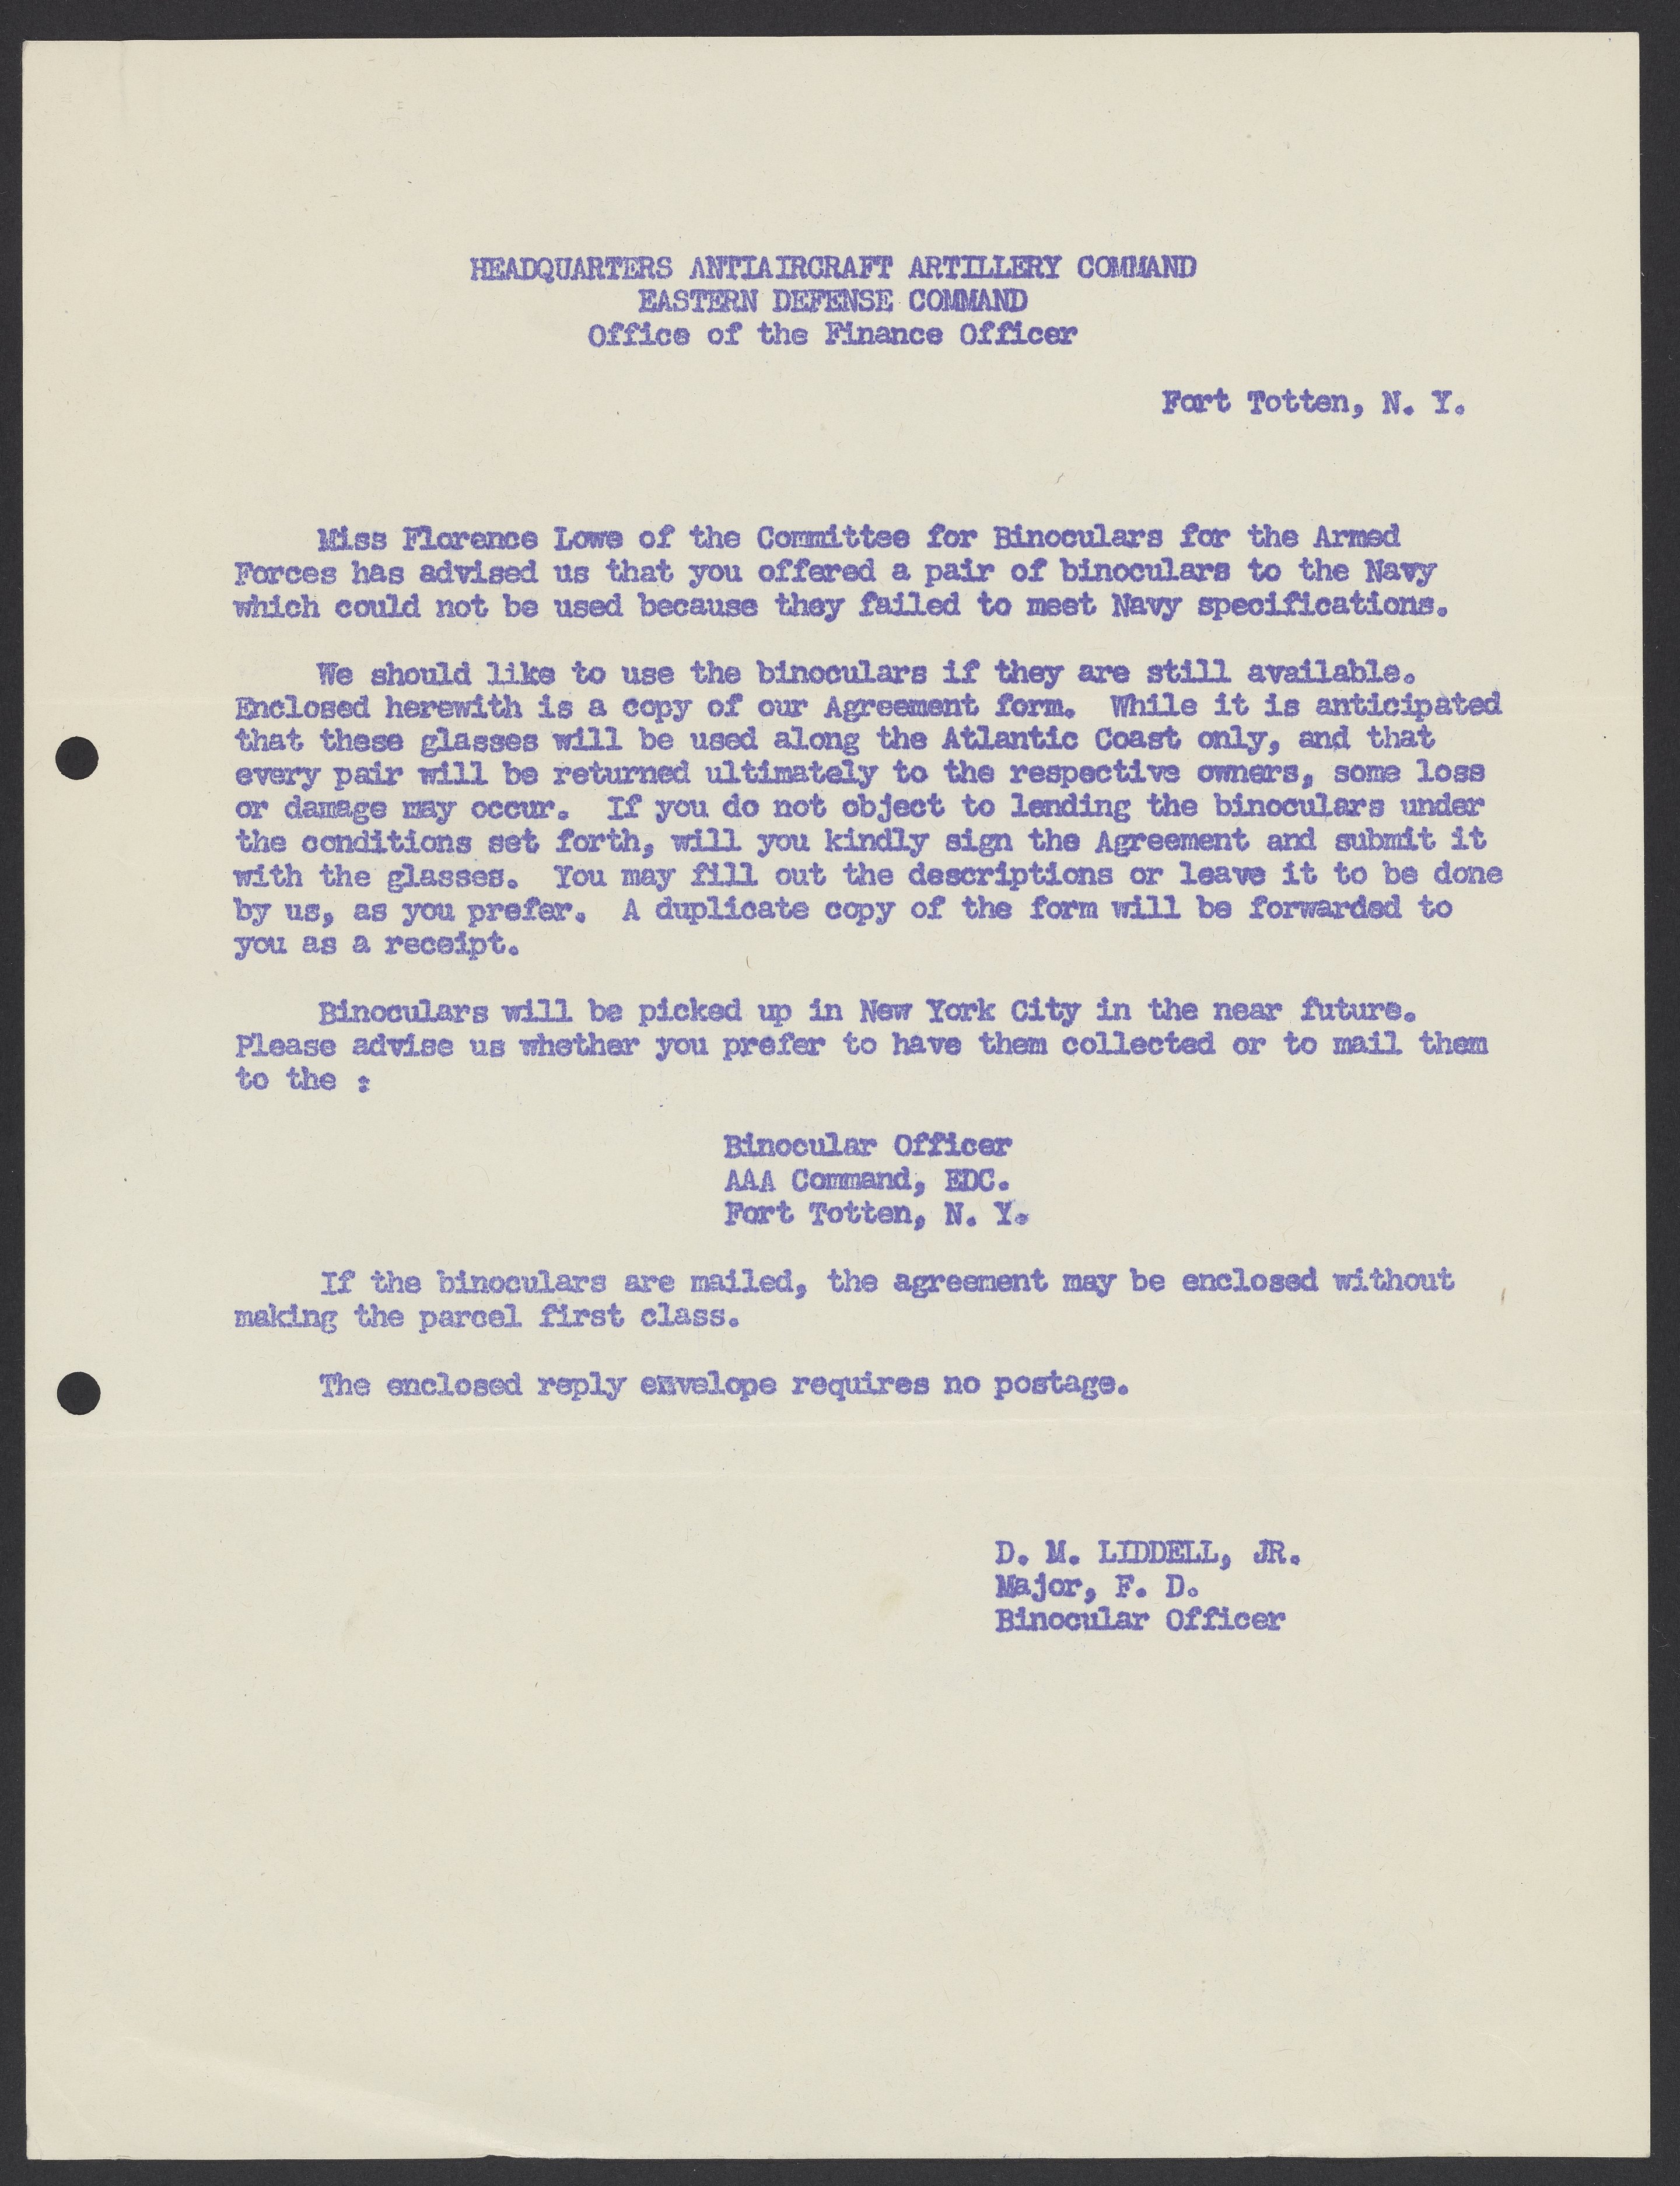 HEADQUARTERS ANTIAIRCRAFT ARTILLERY COMMAND
EASTERN DEFENSE COMMAND
Office of the Finance Officer
Fort Totten, N. Y.
Miss Florence Lowe of the Committee for Binoculars for the Armed
Forces has advised us that you offered a pair of binoculars to the Navy
which could not be used because they failed to meet Navy specifications.
We should like to use the binoculars if they are still available.
Enclosed herewith is a copy of our Agreement form. While it is anticipated
that these glasses will be used along the Atlantic Coast only, and that
every pair will be returned ultimately to the respective owners, some loss
or damage may occur. If you do not object to lending the binoculars under
the conditions set forth, will you kindly sign the Agreement and submit it
with the glasses. You may fill out the descriptions or leave it to be done
by us, as you prefer. A duplicate copy of the form will be forwarded to
you as a receipt.
Binoculars will be picked up in New York City in the near future.
Please advise us whether you prefer to have them collected or to mail them
to the :
Binocular Officer
AAA Command, EDC.
Fort Totten, N. Y.
If the binoculars are mailed, the agreement may be enclosed without
making the parcel first class.
The enclosed reply envelope requires no postage.
D. M. LIDDELL, JR.
Major, F. D.
Binocular Officer